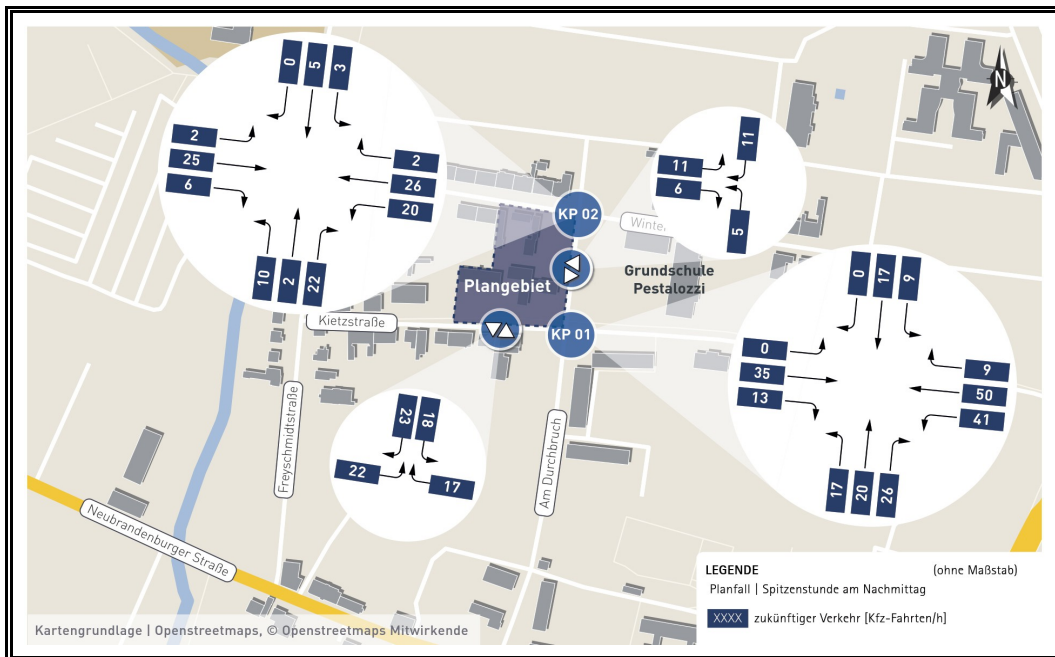 0 5 3
2
25
6
2
26
20
10 2 22
11
6
11
5
N
KP 02
Winter
Grundschule
Pestalozzi
Plangebiet
Kietzstraße
KP 01
0 17 9
0
35
13
9
50
41
17 20 26
23 18
22
17
Freyschmidtstraße
Am Durchbruch
Neubrandenburger Straße
LEGENDE (ohne Maßstab)
Planfall | Spitzenstunde am Nachmittag
XXXX zukünftiger Verkehr [Kfz-Fahrten/h]
Kartengrundlage | Openstreetmaps, © Openstreetmaps Mitwirkende